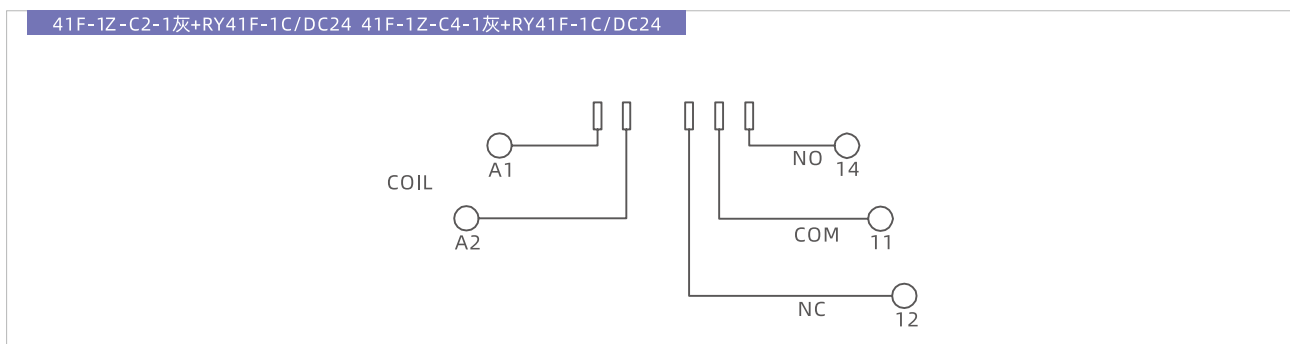 41F-1Z-C2-1灰+RY41F-1C/DC24 41F-1Z-C4-1灰+RY41F-1C/DC24
A1
NO
14
COIL
A2
COM
11
NC
12